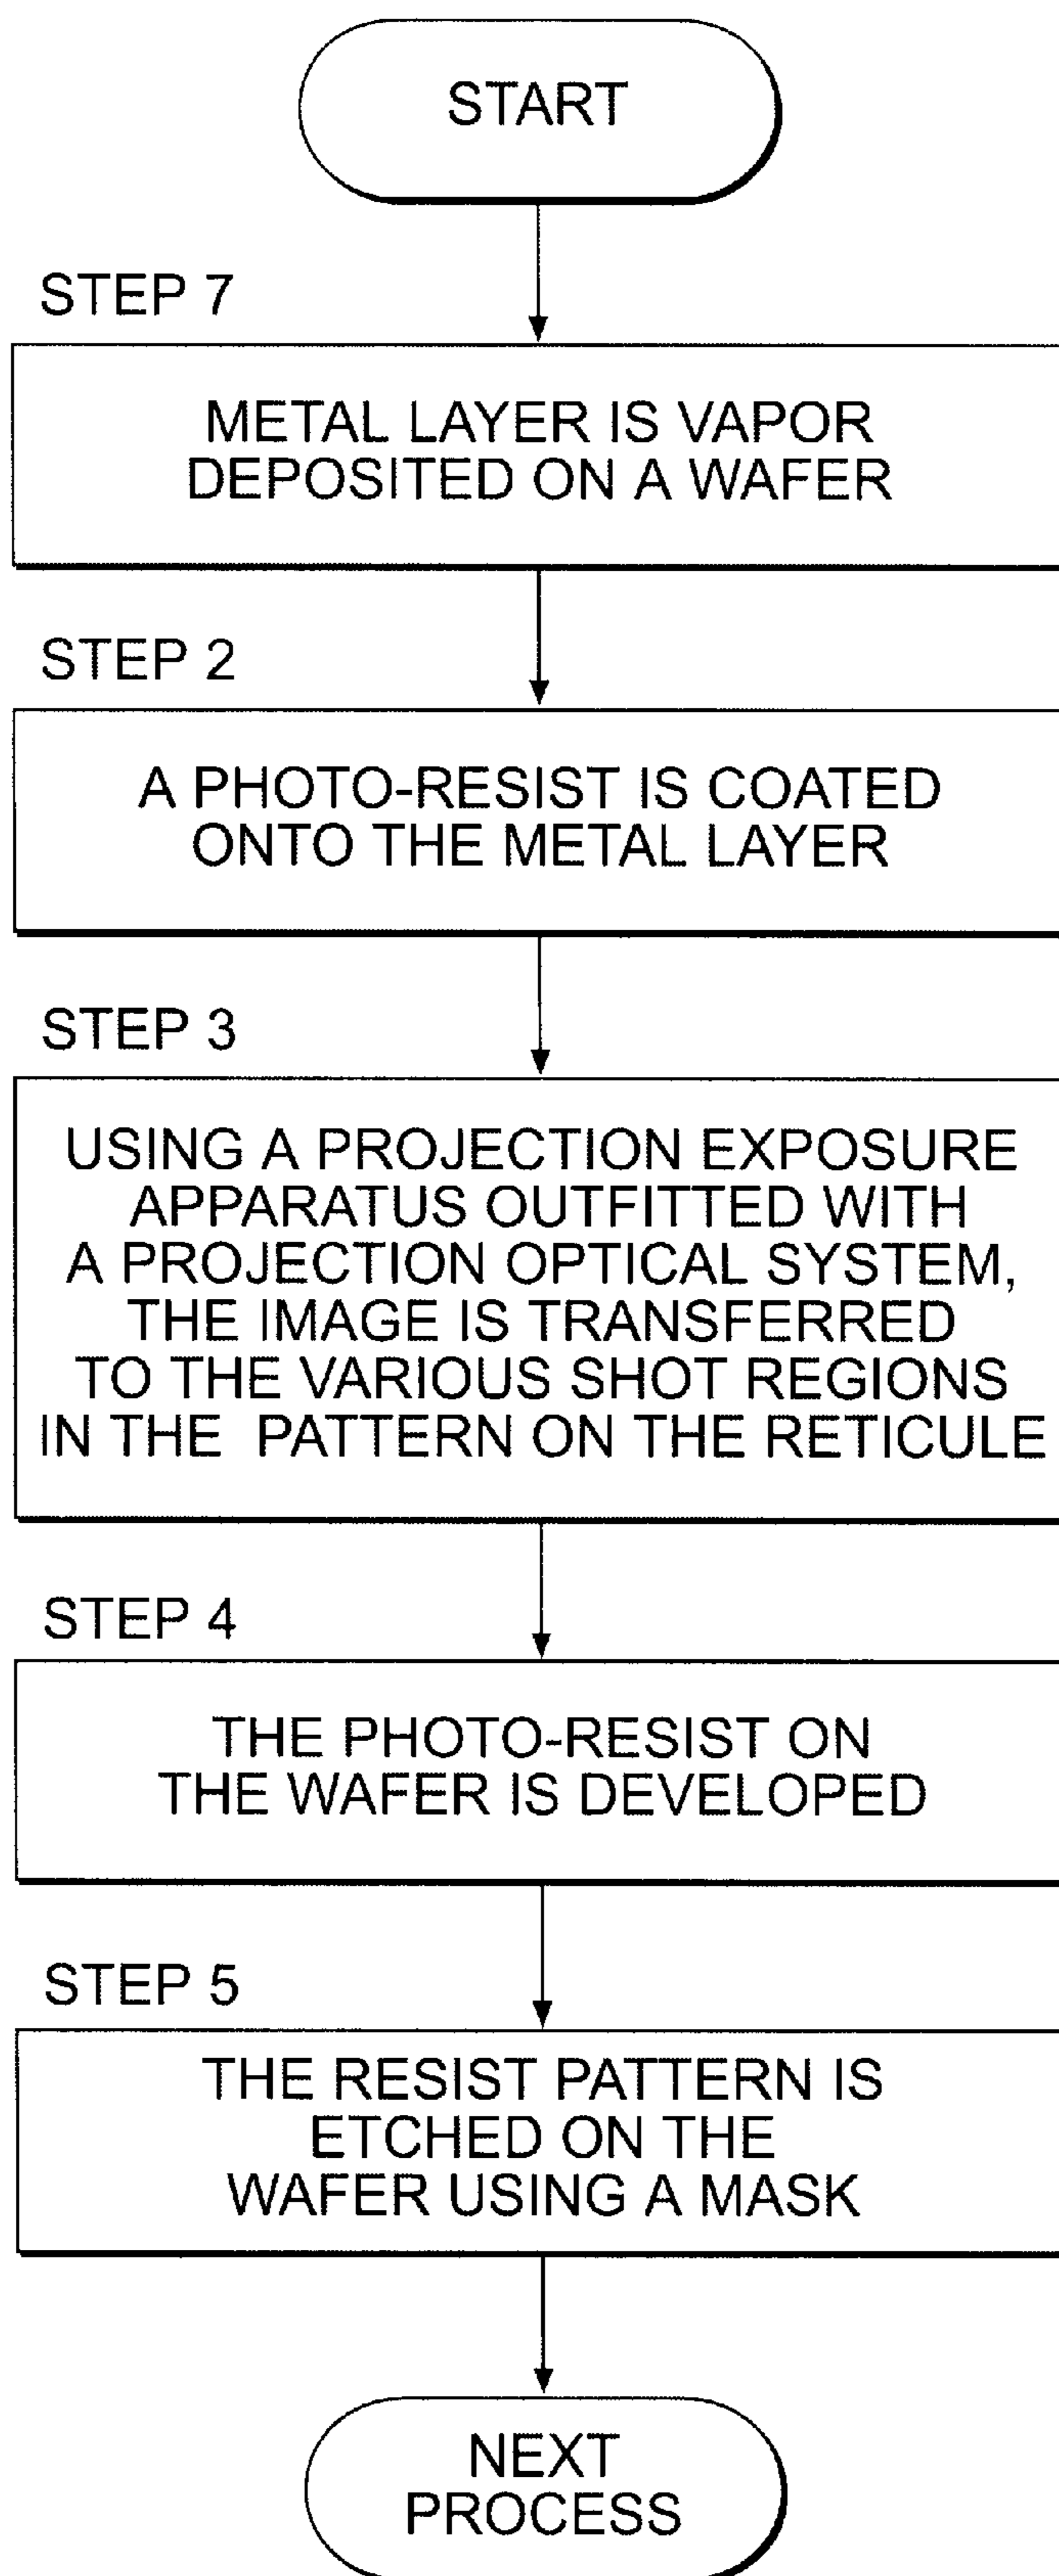 START
STEP 7
METAL LAYER IS VAPOR
DEPOSITED ON A WAFER
STEP 2
A PHOTO-RESIST IS COATED
ONTO THE METAL LAYER
STEP 3
USING A PROJECTION EXPOSURE
APPARATUS OUTFITTED WITH
A PROJECTION OPTICAL SYSTEM,
THE IMAGE IS TRANSFERRED
TO THE VARIOUS SHOT REGIONS
IN THE PATTERN ON THE RETICULE
STEP 4
THE PHOTO-RESIST ON
THE WAFER IS DEVELOPED
STEP 5
THE RESIST PATTERN IS
ETCHED ON THE
WAFER USING A MASK
NEXT
PROCESS